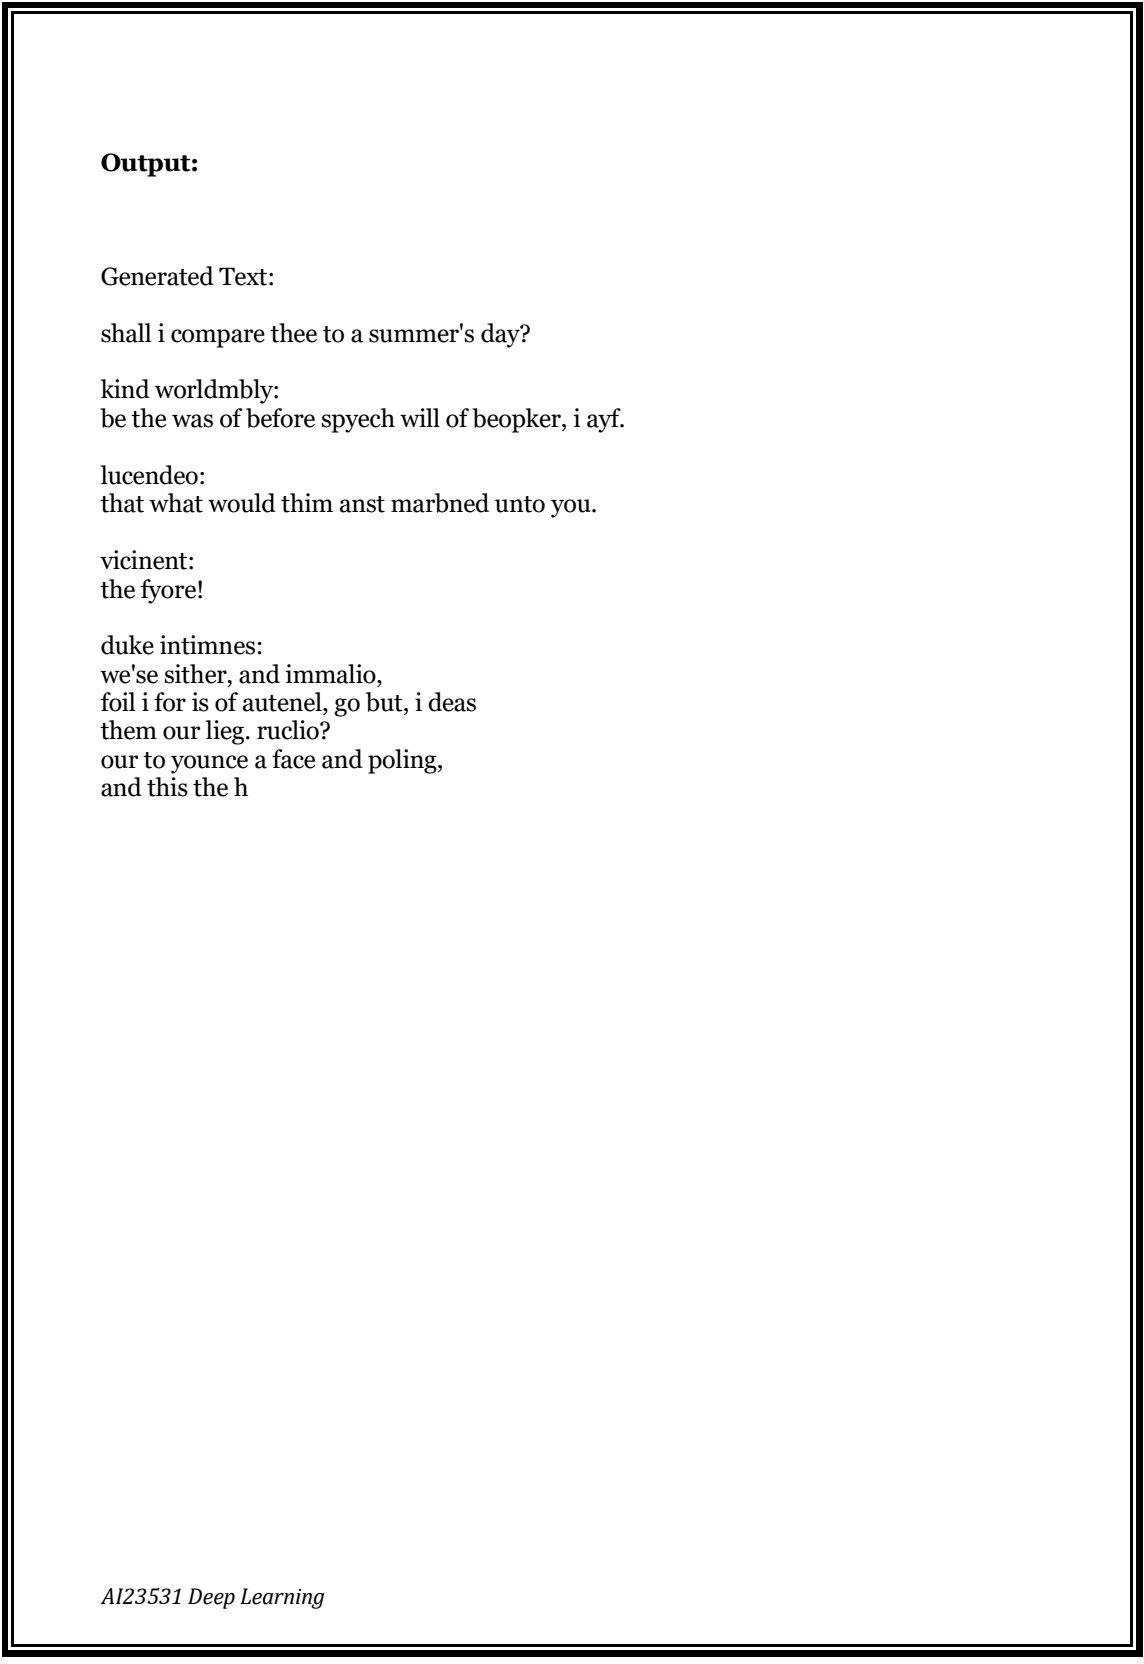 Output:
Generated Text:
shall i compare thee to a summer's day?
kind worldmbly:
be the was of before spyech will of beopker, i ayf.
lucendeo:
that what would thim anst marbned unto you.
vicinent:
the fyore!
duke intimnes:
we'se sither, and immalio,
foil i for is of autenel, go but, i deas
them our lieg. ruclio?
our to younce a face and poling,
and this the h
AI23531 Deep Learning